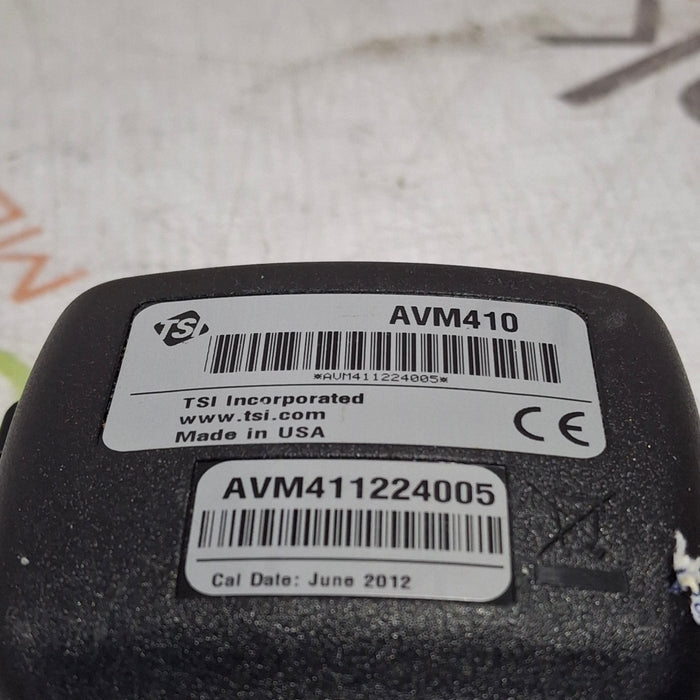 TSI
AVM410
*AVM411224005*
TSI Incorporated
www.tsi.com
Made in USA
CE
AVM411224005
Cal Date: June 2012